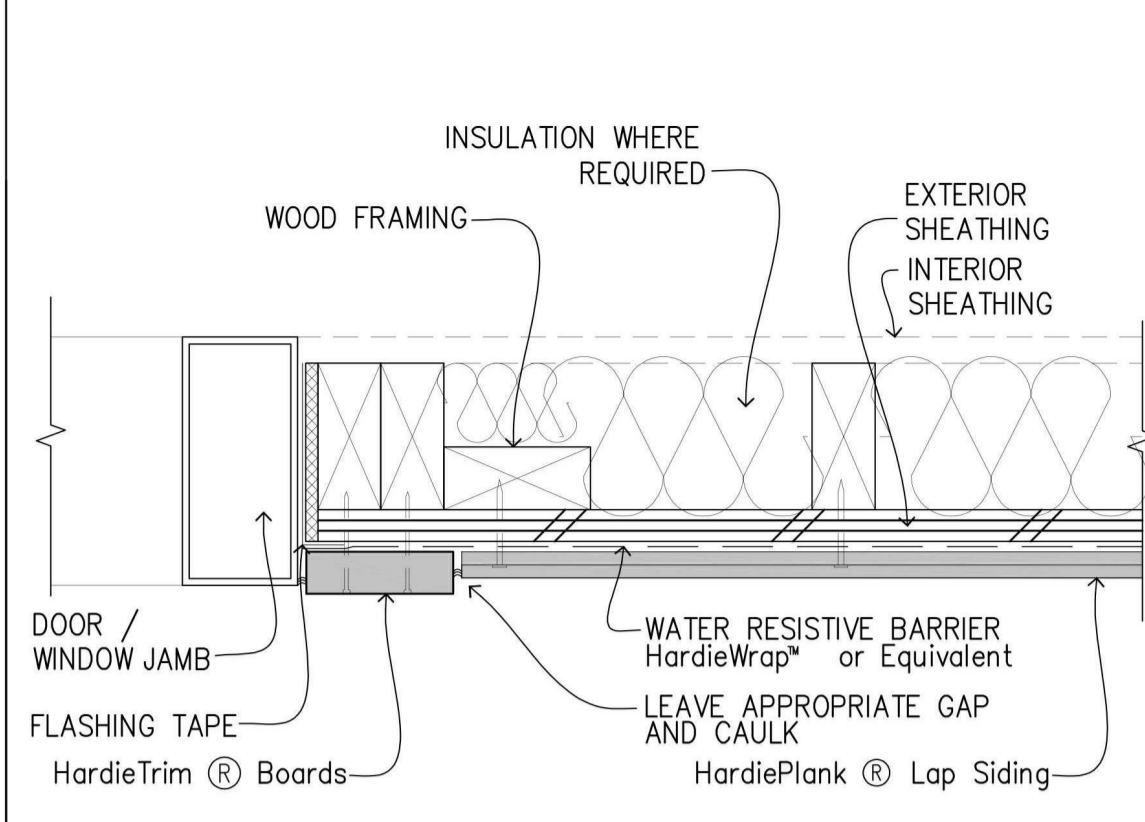 INSULATION WHERE
REQUIRED
WOOD FRAMING
EXTERIOR
SHEATHING
INTERIOR
SHEATHING
DOOR /
WINDOW JAMB
FLASHING TAPE
HardieTrim ® Boards
WATER RESISTIVE BARRIER
HardieWrap™ or Equivalent
LEAVE APPROPRIATE GAP
AND CAULK
HardiePlank ® Lap Siding